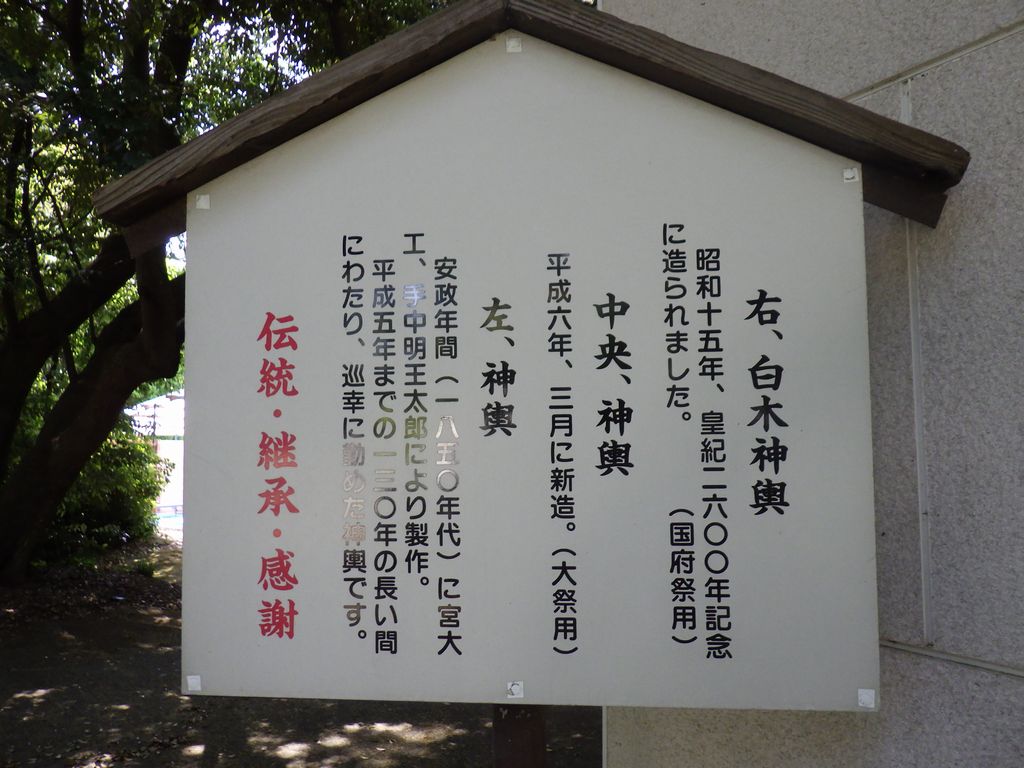 右、白木神輿
昭和十五年、皇紀二六〇〇年記念
に造られました。　　（国府祭用）
中央、神輿
平成六年、三月に新造。（大祭用）
左、神輿
安政年間（一八五〇年代）に宮大
工、手中明王太郎により製作。
平成五年までの一三〇年の長い間
にわたり、巡幸に勤めた神輿です。
伝統・継承・感謝